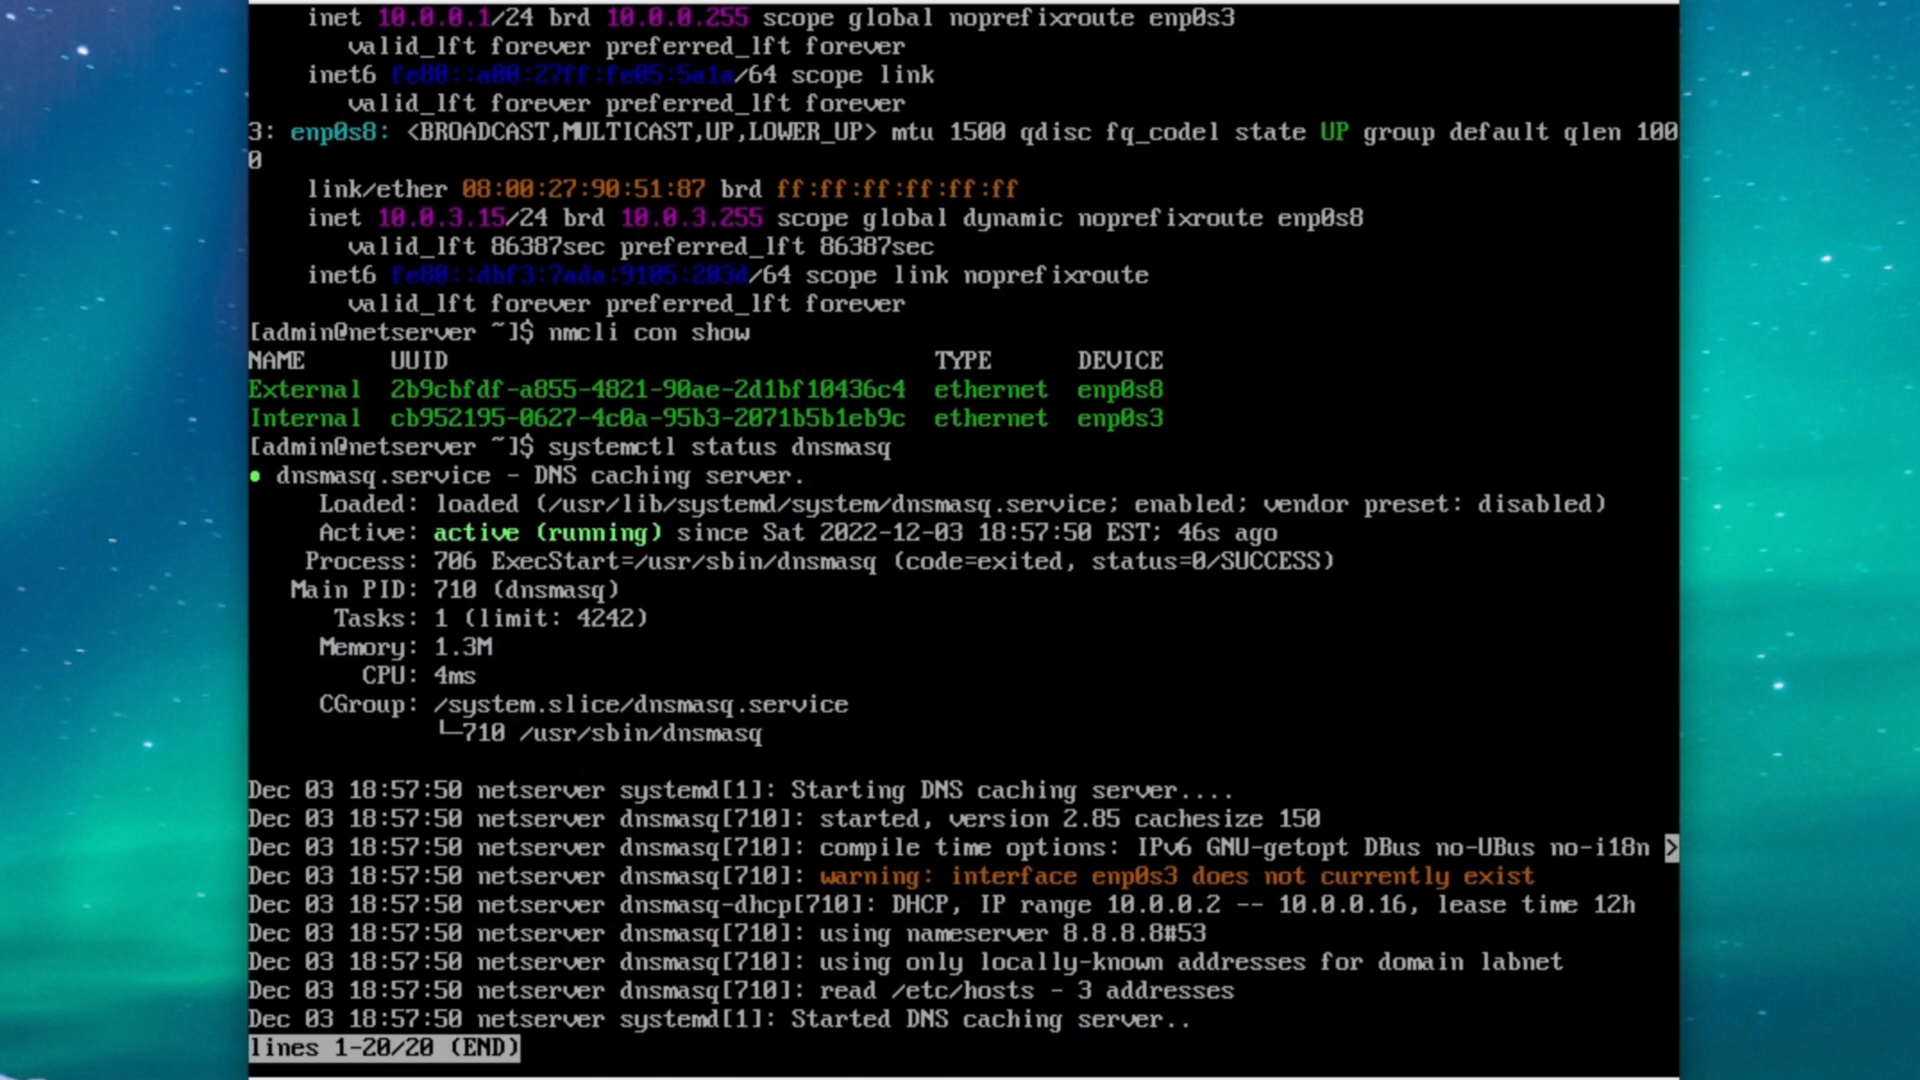 inet 10.0.0.1/24 brd 10.0.0.255 scope global noprefixroute enp0s3
valid_lft forever preferred_lft forever
inet6 fe80::a00:27ff:fe05:5a1a/64 scope link
valid_lft forever preferred_lft forever
3: enp0s8: <BROADCAST,MULTICAST,UP,LOWER_UP> mtu 1500 qdisc fq_codel state UP group default qlen 100
0
link/ether 08:00:27:90:51:87 brd ff:ff:ff:ff:ff:ff
inet 10.0.3.15/24 brd 10.0.3.255 scope global dynamic noprefixroute enp0s8
valid_lft 86387sec preferred_lft 86387sec
inet6 fe80::dbf3:7ada:9105:203d/64 scope link noprefixroute
valid_lft forever preferred_lft forever
[admin@netserver ~]$ nmcli con show
NAME UUID TYPE DEVICE
External 2b9cbfdf-a855-4821-90ae-2d1bf10436c4 ethernet enp0s8
Internal cb952195-0627-4c0a-95b3-2071b5b1eb9c ethernet enp0s3
[admin@netserver ~]$ systemctl status dnsmasq
● dnsmasq.service - DNS caching server.
Loaded: loaded (/usr/lib/systemd/system/dnsmasq.service; enabled; vendor preset: disabled)
Active: active (running) since Sat 2022-12-03 18:57:50 EST; 46s ago
Process: 706 ExecStart=/usr/sbin/dnsmasq (code=exited, status=0/SUCCESS)
Main PID: 710 (dnsmasq)
Tasks: 1 (limit: 4242)
Memory: 1.3M
CPU: 4ms
CGroup: /system.slice/dnsmasq.service
└─710 /usr/sbin/dnsmasq
Dec 03 18:57:50 netserver systemd[1]: Starting DNS caching server....
Dec 03 18:57:50 netserver dnsmasq[710]: started, version 2.85 cachesize 150
Dec 03 18:57:50 netserver dnsmasq[710]: compile time options: IPv6 GNU-getopt DBus no-UBus no-i18n >
Dec 03 18:57:50 netserver dnsmasq[710]: warning: interface enp0s3 does not currently exist
Dec 03 18:57:50 netserver dnsmasq-dhcp[710]: DHCP, IP range 10.0.0.2 -- 10.0.0.16, lease time 12h
Dec 03 18:57:50 netserver dnsmasq[710]: using nameserver 8.8.8.8#53
Dec 03 18:57:50 netserver dnsmasq[710]: using only locally-known addresses for domain labnet
Dec 03 18:57:50 netserver dnsmasq[710]: read /etc/hosts - 3 addresses
Dec 03 18:57:50 netserver systemd[1]: Started DNS caching server..
lines 1-20/20 (END)